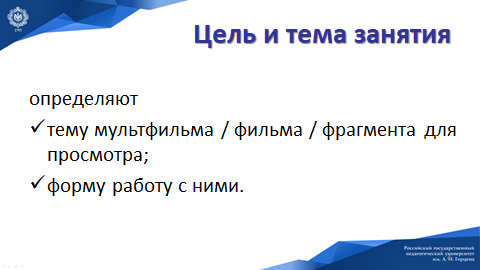 1797
Цель и тема занятия
определяют
тему мультфильма / фильма / фрагмента для
просмотра;
форму работу с ними.
Российский государственный
педагогический университет
им. А. И. Герцена